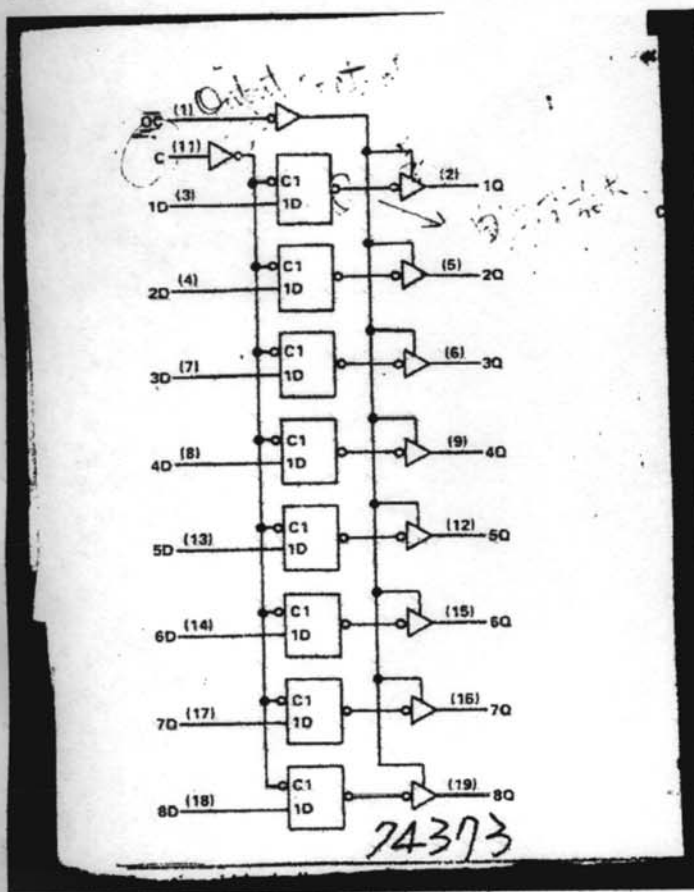 O̅C̅ (1)
C (11)
C1 (2) 1Q
1D (3) 1D
C1 (5) 2Q
2D (4) 1D
C1 (6) 3Q
3D (7) 1D
C1 (9) 4Q
4D (8) 1D
C1 (12) 5Q
5D (13) 1D
C1 (15) 6Q
6D (14) 1D
C1 (16) 7Q
7D (17) 1D
C1 (19) 8Q
8D (18) 1D
74373